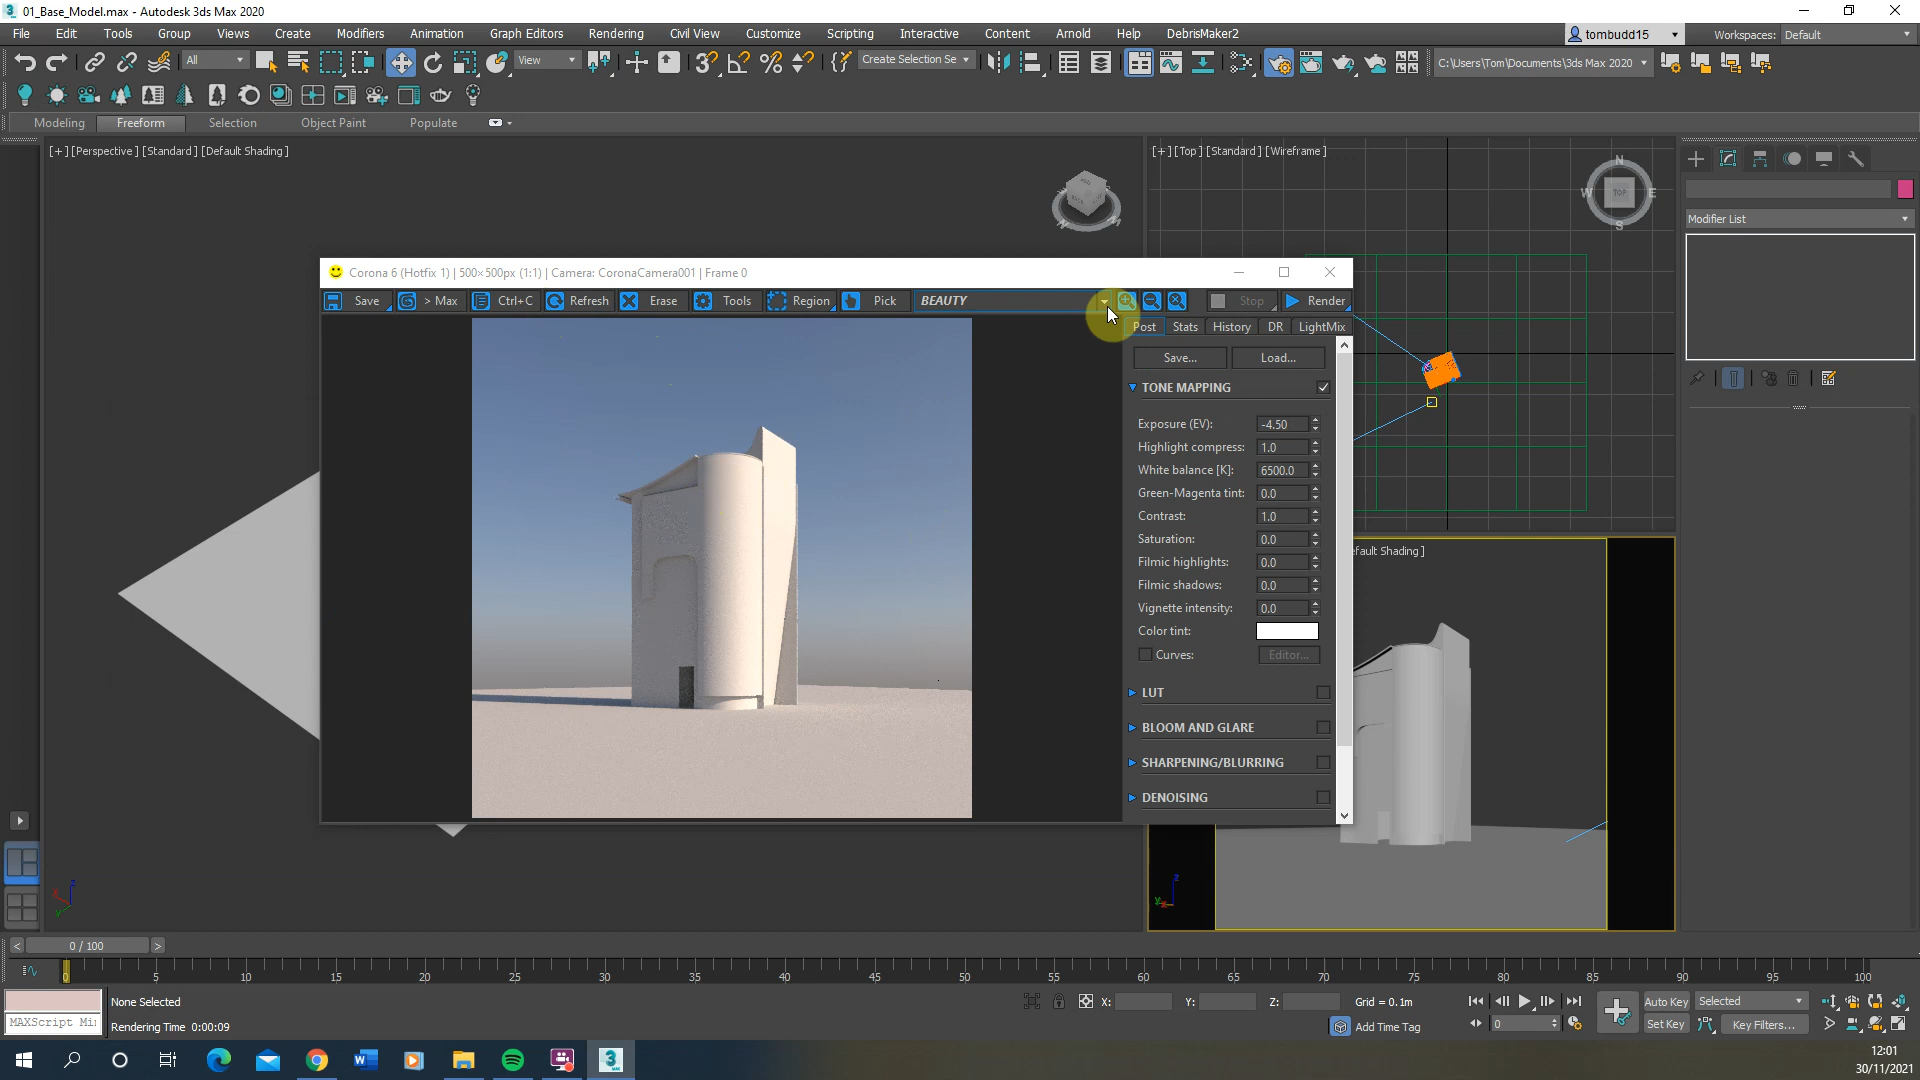 01_Base_Model.max - Autodesk 3ds Max 2020
File Edit Tools Group Views Create Modifiers Animation Graph Editors Rendering Civil View Customize Scripting Interactive Content Arnold Help DebrisMaker2
tombudd15 Workspaces: Default
All View Create Selection Se C:\Users\Tom\Documents\3ds Max 2020
Modeling Freeform Selection Object Paint Populate
[+] [Perspective] [Standard] [Default Shading]
[+] [Top] [Standard] [Wireframe]
N
W TOP E
S
Modifier List
Corona 6 (Hotfix 1) | 500×500px (1:1) | Camera: CoronaCamera001 | Frame 0
Save > Max Ctrl+C Refresh Erase Tools Region Pick BEAUTY Stop Render
Post Stats History DR LightMix
Save... Load...
TONE MAPPING
Exposure (EV): -4.50
Highlight compress: 1.0
White balance [K]: 6500.0
Green-Magenta tint: 0.0
Contrast: 1.0
Saturation: 0.0
Filmic highlights: 0.0
Filmic shadows: 0.0
Vignette intensity: 0.0
Color tint:
Curves: Editor...
LUT
BLOOM AND GLARE
SHARPENING/BLURRING
DENOISING
efault Shading]
z
x
y
z
y x
< 0 / 100 >
0 5 10 15 20 25 30 35 40 45 50 55 60 65 70 75 80 85 90 95 100
None Selected
X: Y: Z: Grid = 0.1m
Auto Key Selected
MAXScript Mi
Rendering Time 0:00:09
Add Time Tag
0
Set Key Key Filters...
12:01
30/11/2021